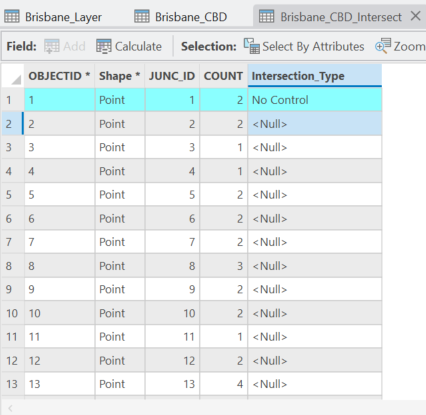 Brisbane_Layer Brisbane_CBD Brisbane_CBD_Intersect
Field: Add Calculate Selection: Select By Attributes Zoom
OBJECTID * Shape * JUNC_ID COUNT Intersection_Type
1 1 Point 1 2 No Control
2 2 Point 2 2 <Null>
3 3 Point 3 1 <Null>
4 4 Point 4 1 <Null>
5 5 Point 5 2 <Null>
6 6 Point 6 2 <Null>
7 7 Point 7 2 <Null>
8 8 Point 8 3 <Null>
9 9 Point 9 2 <Null>
10 10 Point 10 2 <Null>
11 11 Point 11 1 <Null>
12 12 Point 12 2 <Null>
13 13 Point 13 4 <Null>